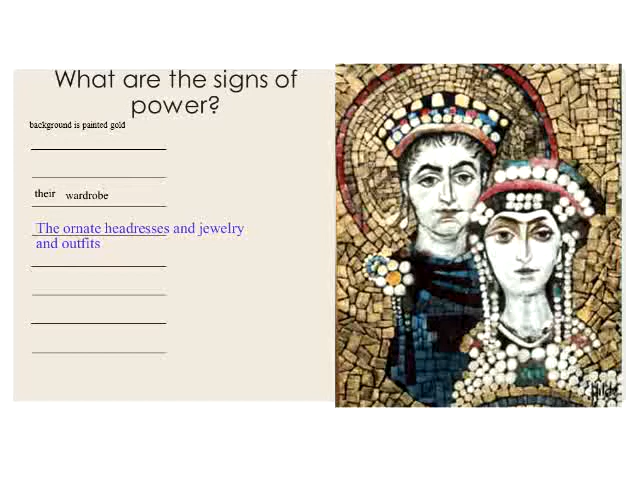 What are the signs of
power?
background is painted gold
their wardrobe
The ornate headresses and jewelry
and outfits